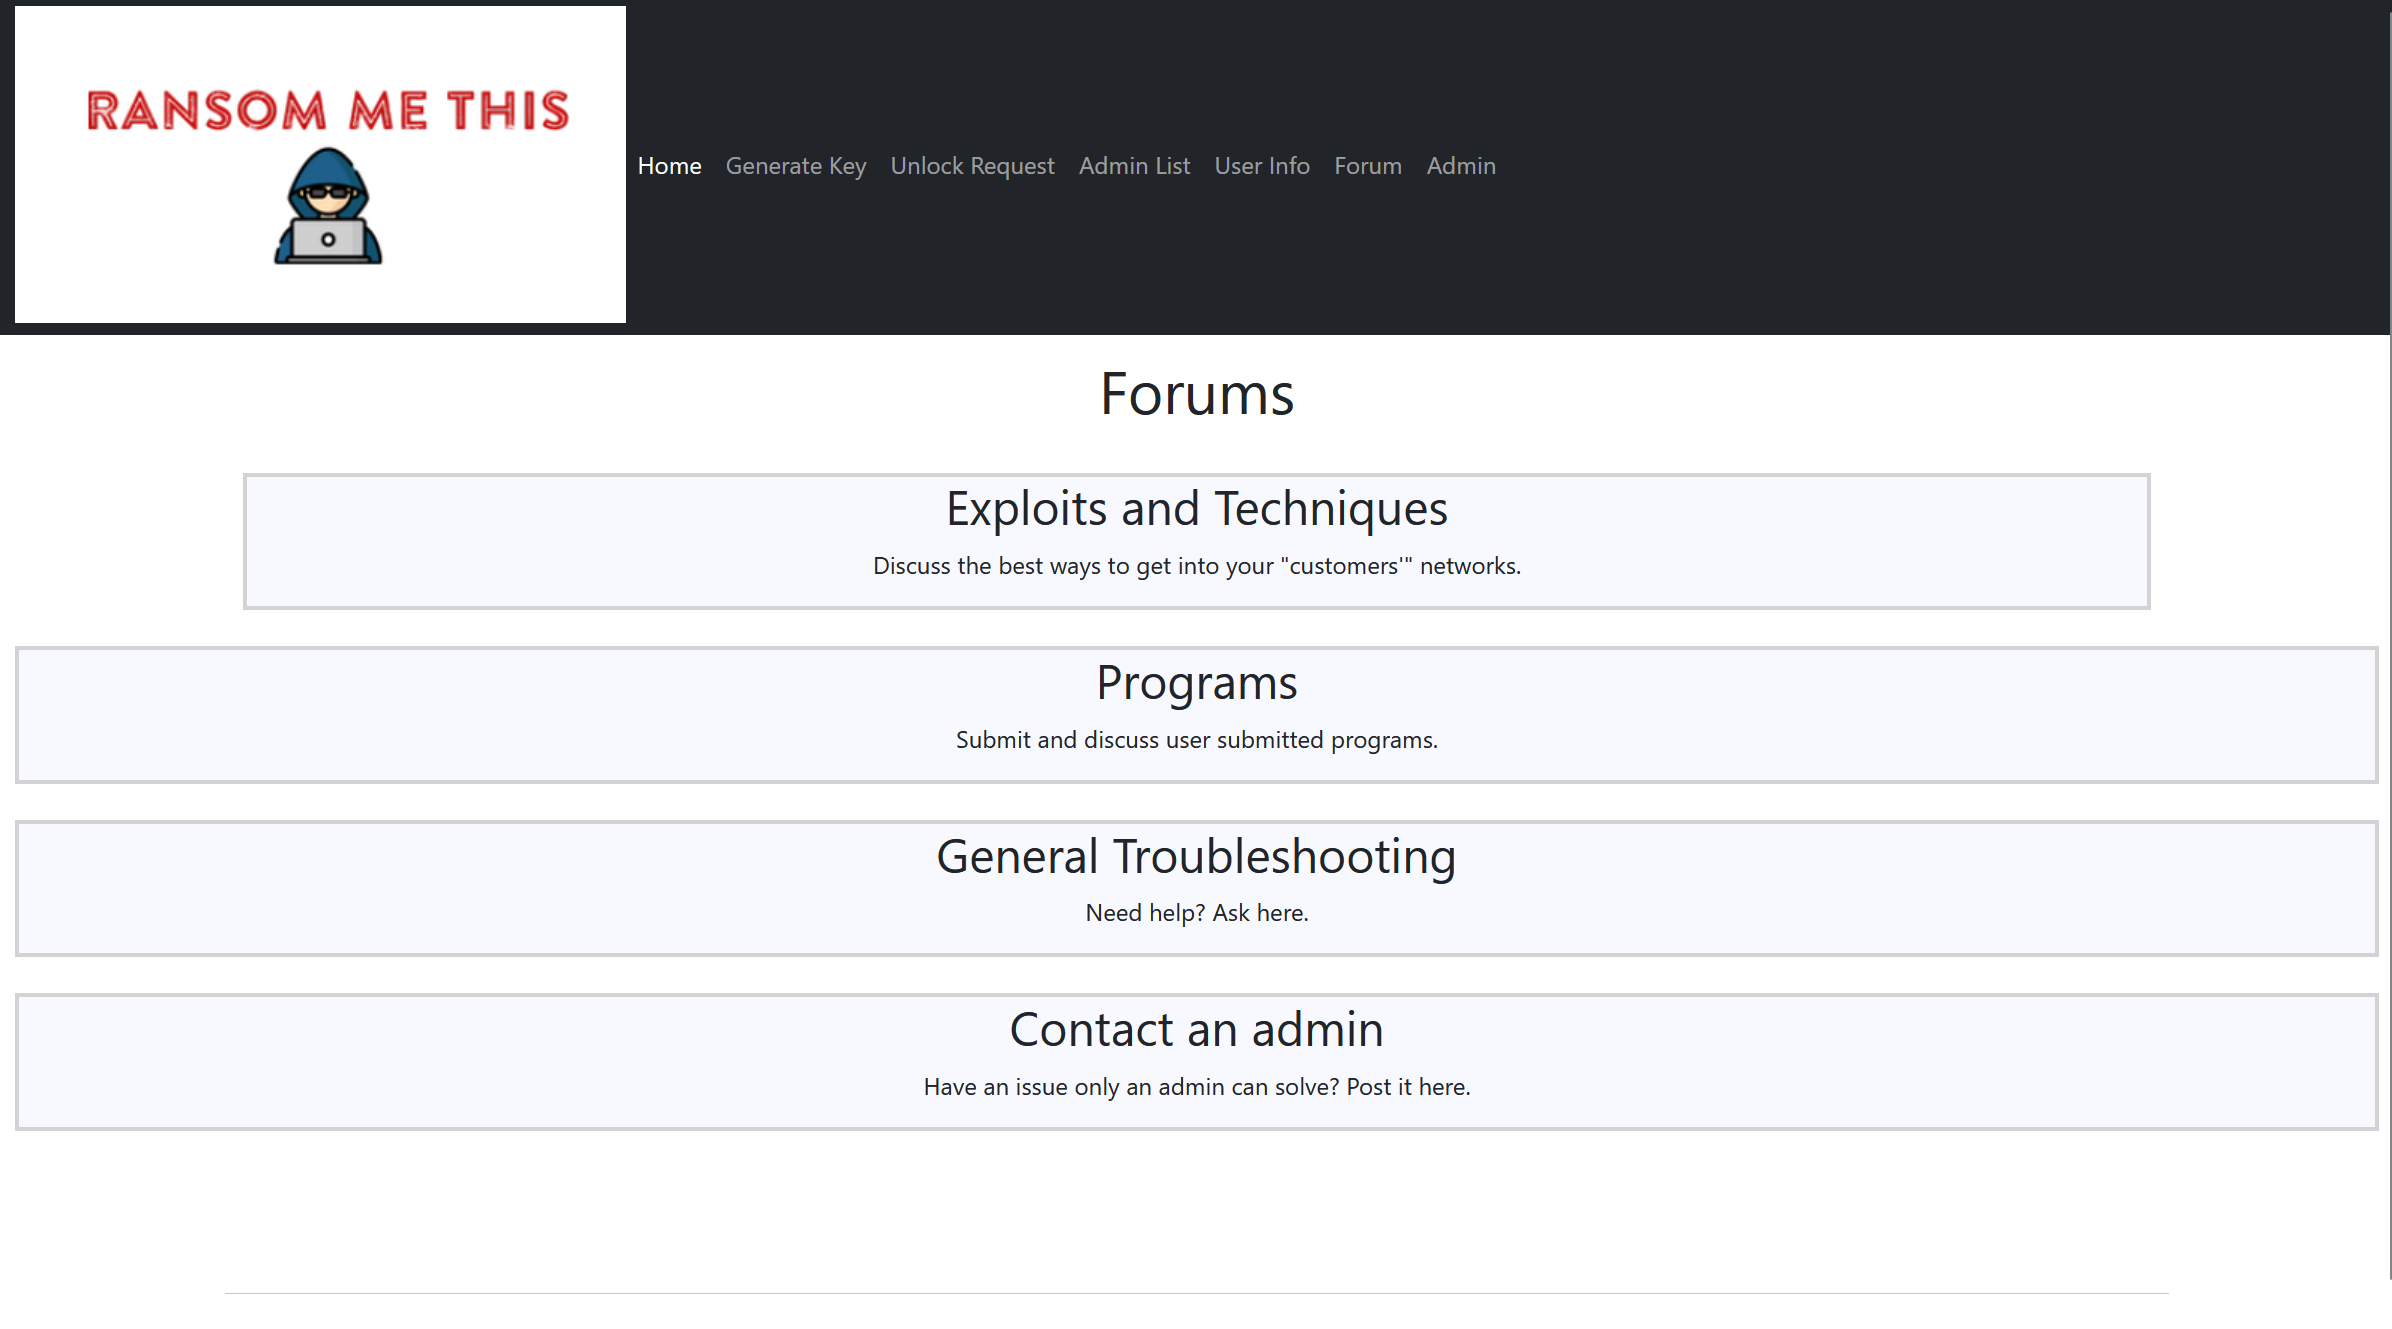 RANSOM ME THIS
Home Generate Key Unlock Request Admin List User Info Forum Admin
Forums
Exploits and Techniques
Discuss the best ways to get into your "customers'" networks.
Programs
Submit and discuss user submitted programs.
General Troubleshooting
Need help? Ask here.
Contact an admin
Have an issue only an admin can solve? Post it here.